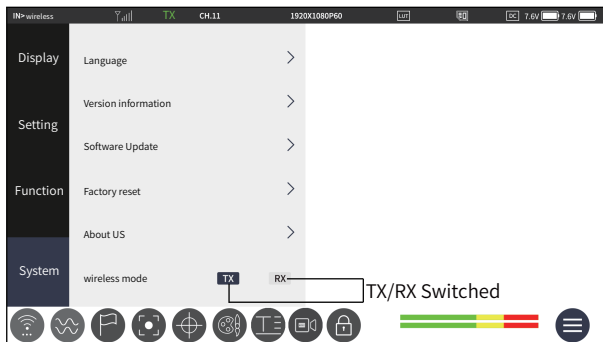 IN>wireless TX CH.11 1920X1080P60 LUT DC 7.6V 7.6V
Display
Setting
Function
System
Language
Version information
Software Update
Factory reset
About US
wireless mode TX RX
TX/RX Switched